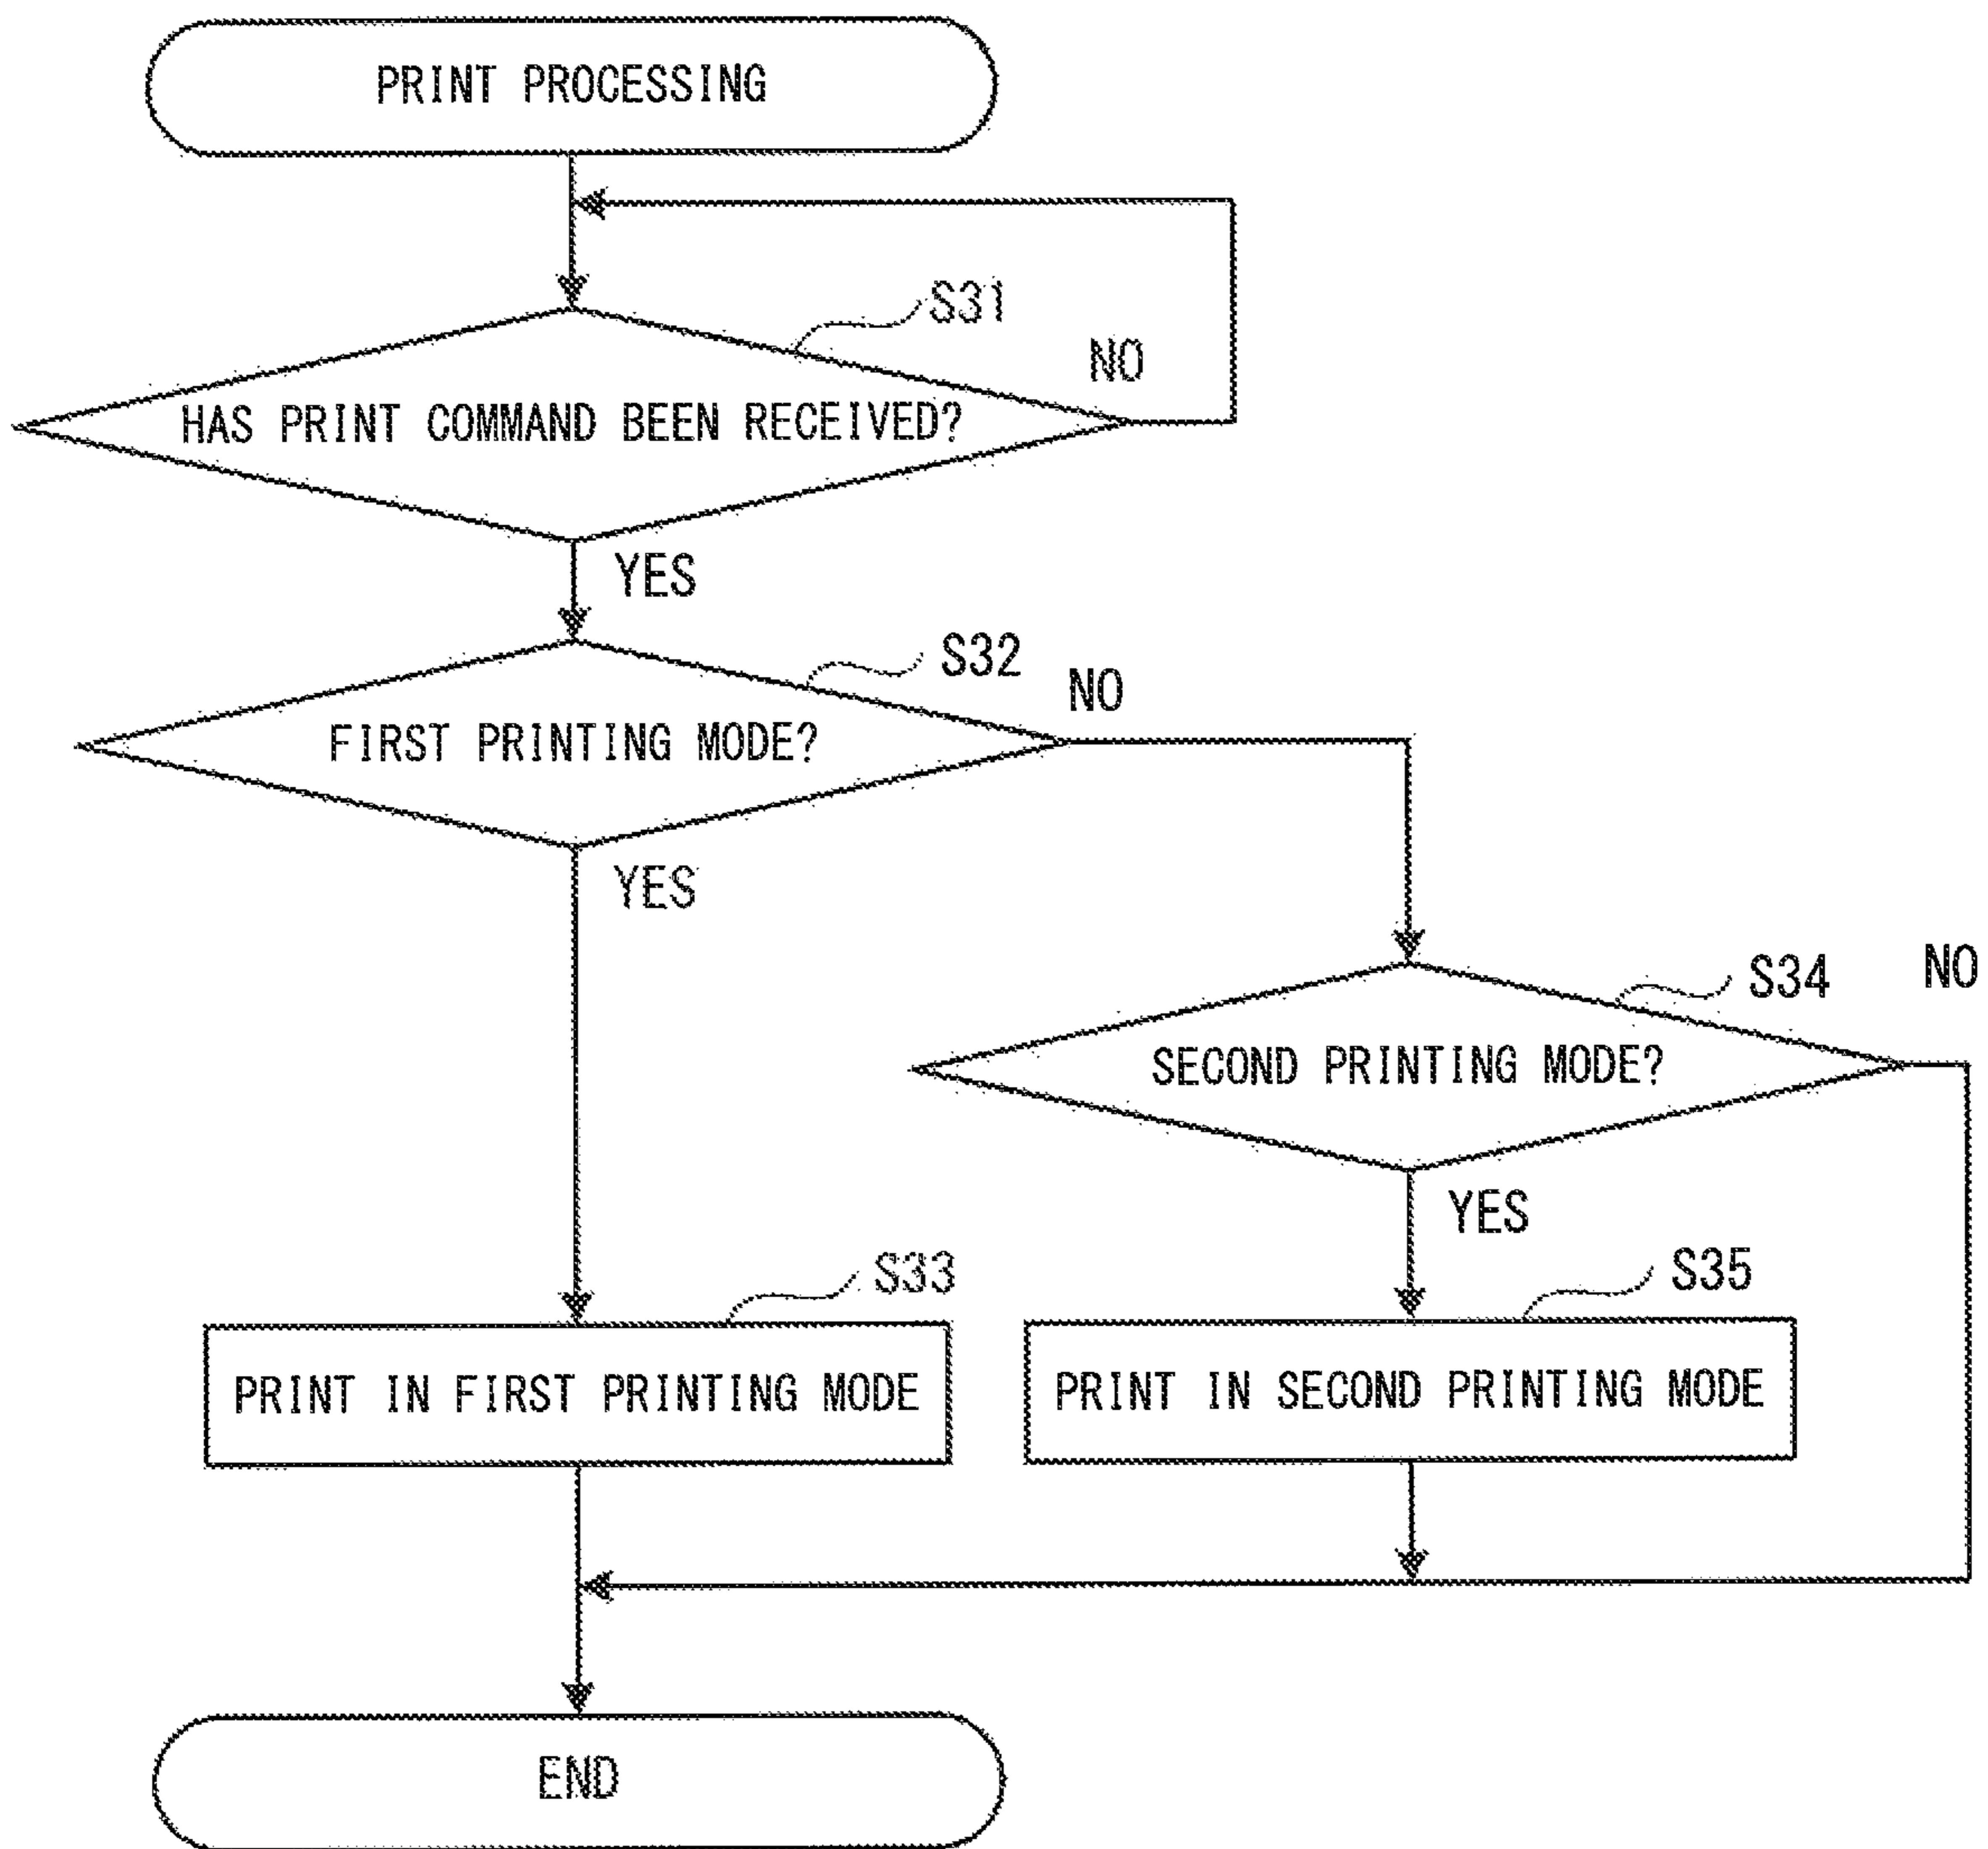 PRINT PROCESSING
S31
NO
HAS PRINT COMMAND BEEN RECEIVED?
YES
S32
NO
FIRST PRINTING MODE?
YES
S34
NO
SECOND PRINTING MODE?
YES
S33
S35
PRINT IN FIRST PRINTING MODE
PRINT IN SECOND PRINTING MODE
END